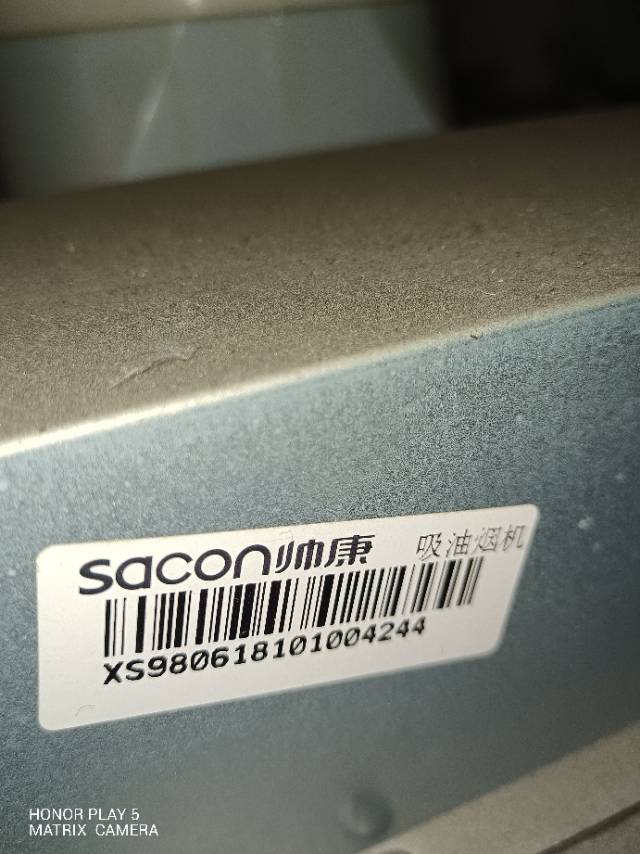 sacon帅康 吸油烟机
XS980618101004244
HONOR PLAY 5
MATRIX CAMERA